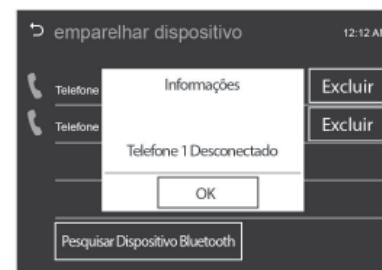 emparelhar dispositivo
12:12 AM
Telefone
Excluir
Telefone
Excluir
Informações
Telefone 1 Desconectado
OK
Pesquisar Dispositivo Bluetooth